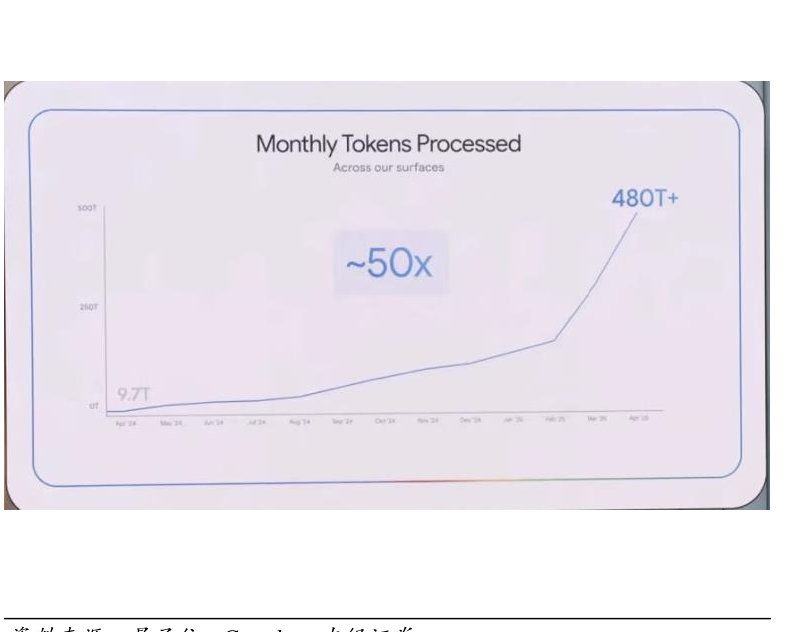 Monthly Tokens Processed
Across our surfaces
480T+
500T
~50x
250T
9.7T
0T
Apr '24 May '24 Jun '24 Jul '24 Aug '24 Sep '24 Oct '24 Nov '24 Dec '24 Jan '25 Feb '25 Mar '25 Apr '25